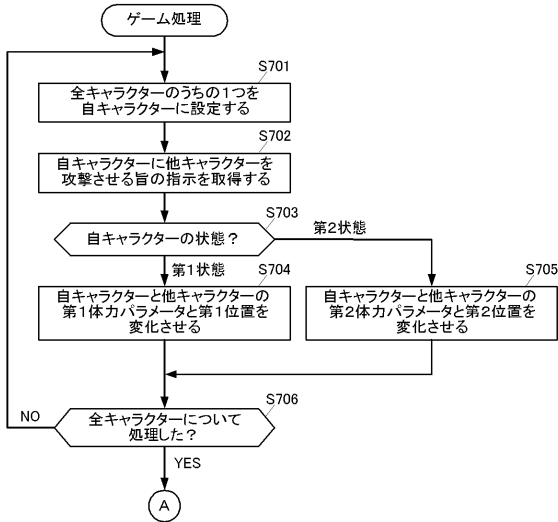 ゲーム処理
S701
全キャラクターのうちの１つを
自キャラクターに設定する
S702
自キャラクターに他キャラクターを
攻撃させる旨の指示を取得する
S703
自キャラクターの状態？
第２状態
第１状態
S704
自キャラクターと他キャラクターの
第１体力パラメータと第１位置を
変化させる
S705
自キャラクターと他キャラクターの
第２体力パラメータと第２位置を
変化させる
S706
全キャラクターについて
処理した？
NO
YES
A